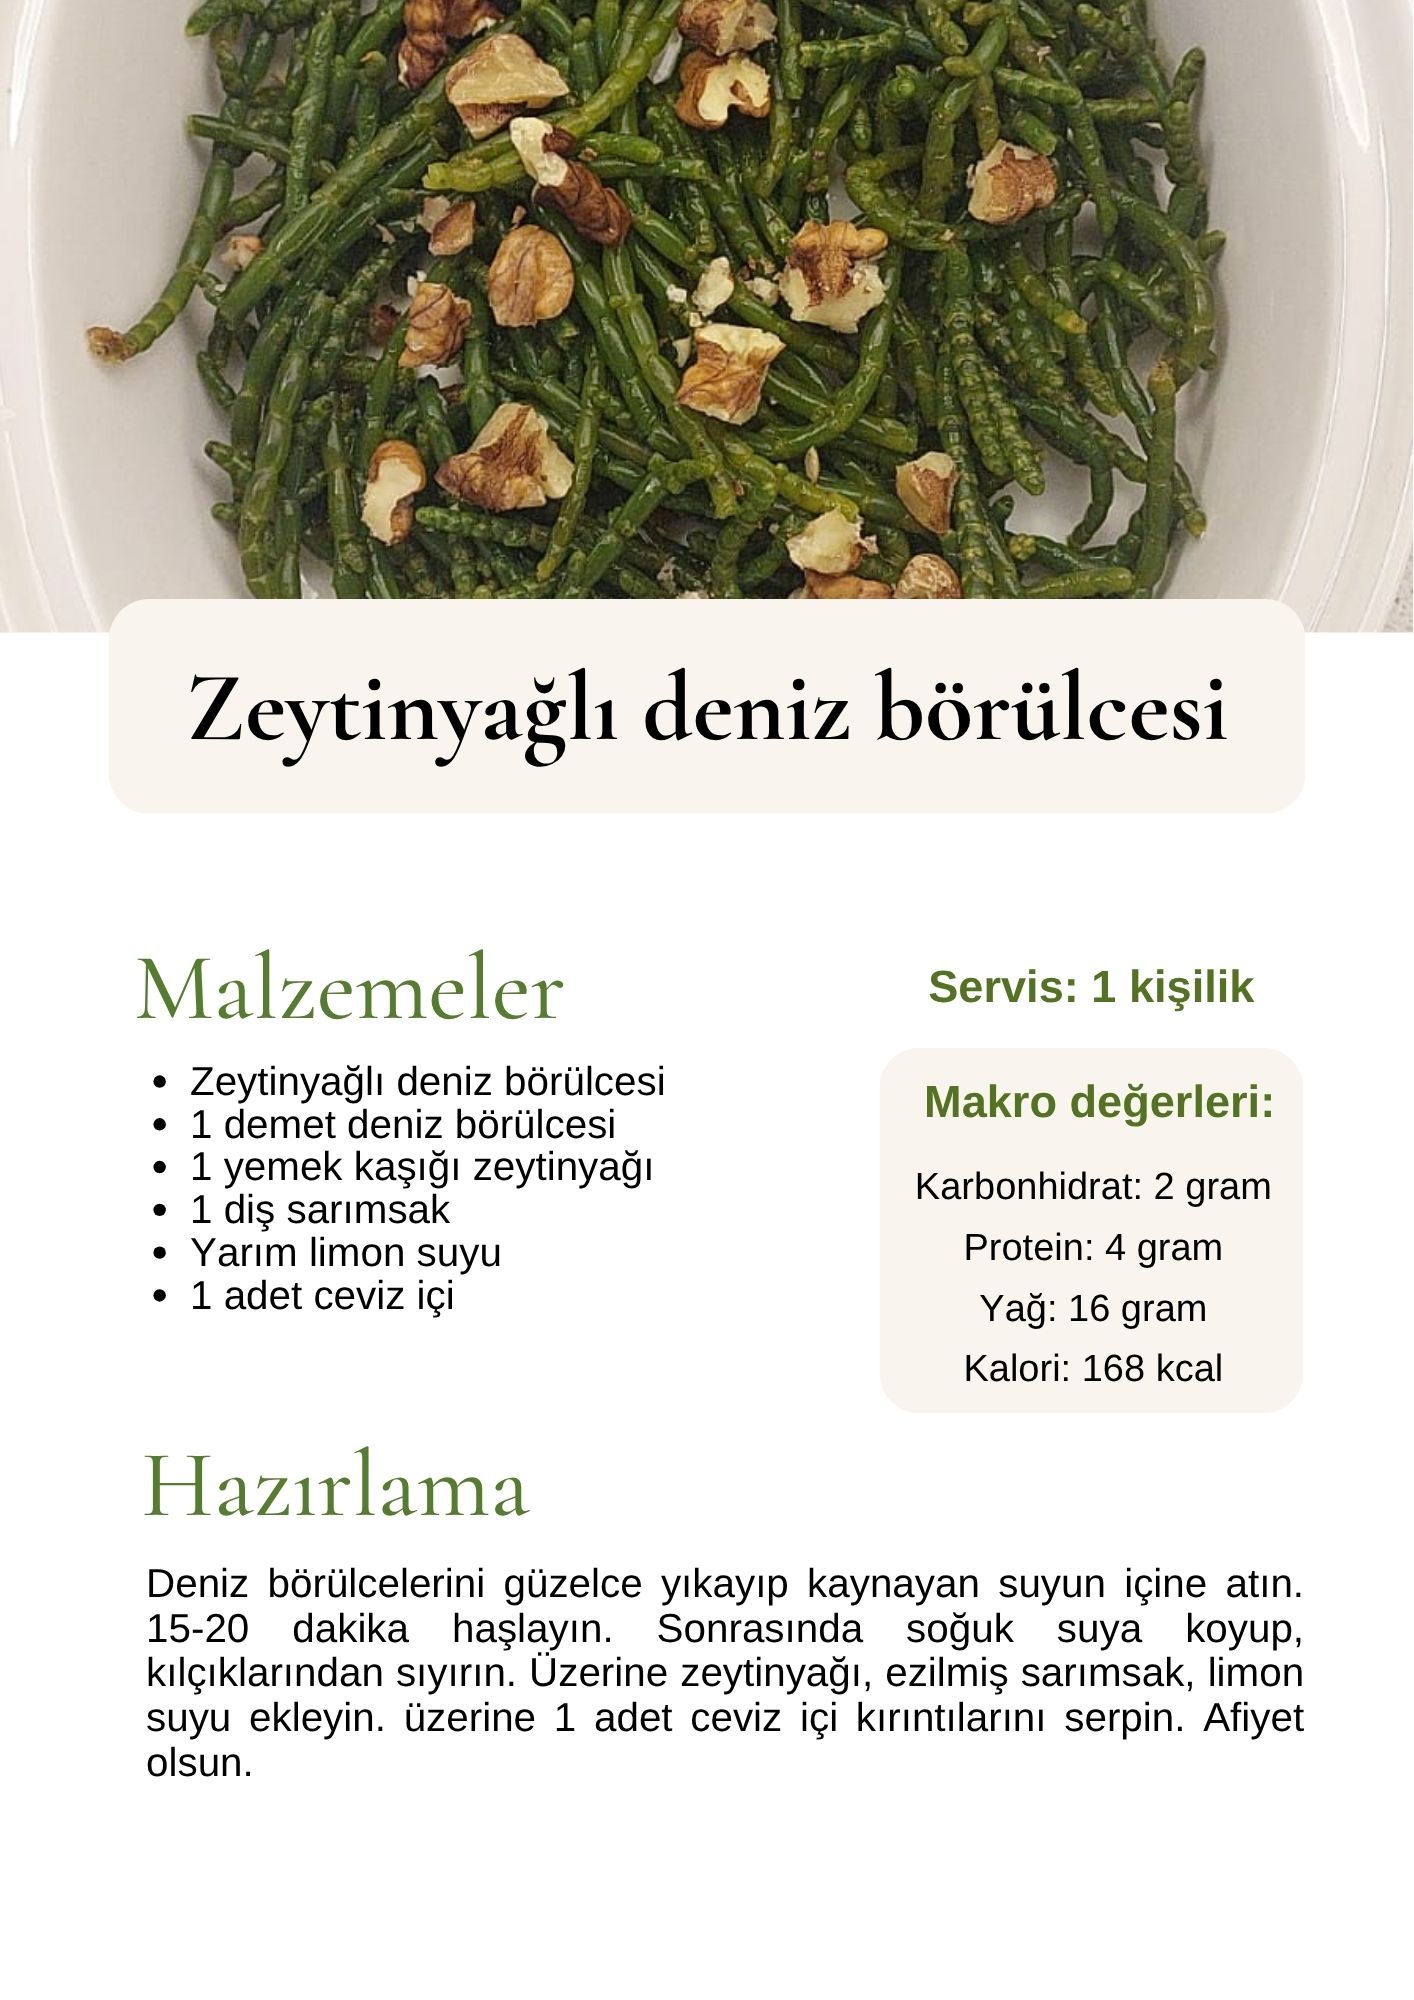 Zeytinyağlı deniz börülcesi
Malzemeler
Zeytinyağlı deniz börülcesi
1 demet deniz börülcesi
1 yemek kaşığı zeytinyağı
1 diş sarımsak
Yarım limon suyu
1 adet ceviz içi
Servis: 1 kişilik
Makro değerleri:
Karbonhidrat: 2 gram
Protein: 4 gram
Yağ: 16 gram
Kalori: 168 kcal
Hazırlama
Deniz börülcelerini güzelce yıkayıp kaynayan suyun içine atın.
15-20 dakika haşlayın. Sonrasında soğuk suya koyup,
kılçıklarından sıyırın. Üzerine zeytinyağı, ezilmiş sarımsak, limon
suyu ekleyin. üzerine 1 adet ceviz içi kırıntılarını serpin. Afiyet
olsun.